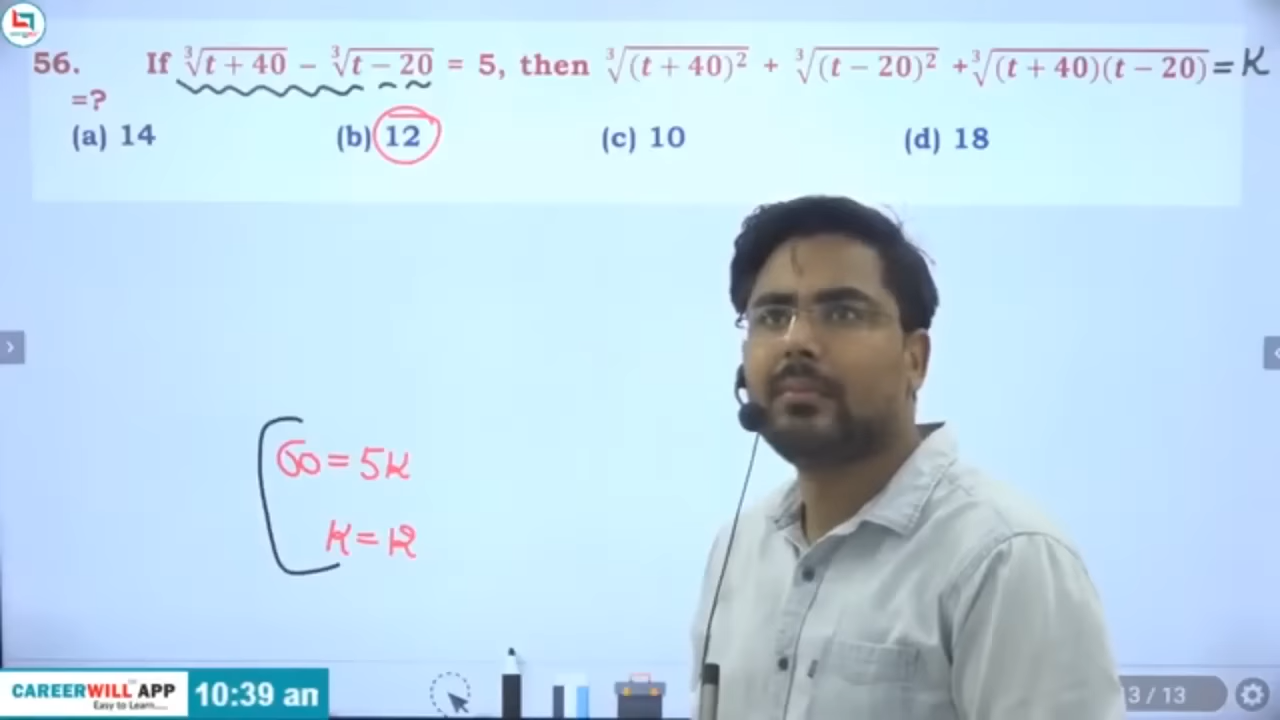 56. If ∛(t + 40) − ∛(t − 20) = 5, then ∛((t + 40)²) + ∛((t − 20)²) + ∛((t + 40)(t − 20)) = K
=?
(a) 14 (b) 12 (c) 10 (d) 18
60 = 5K
K = 12
CAREERWILL APP
Easy to Learn.....
10:39 an
3 / 13